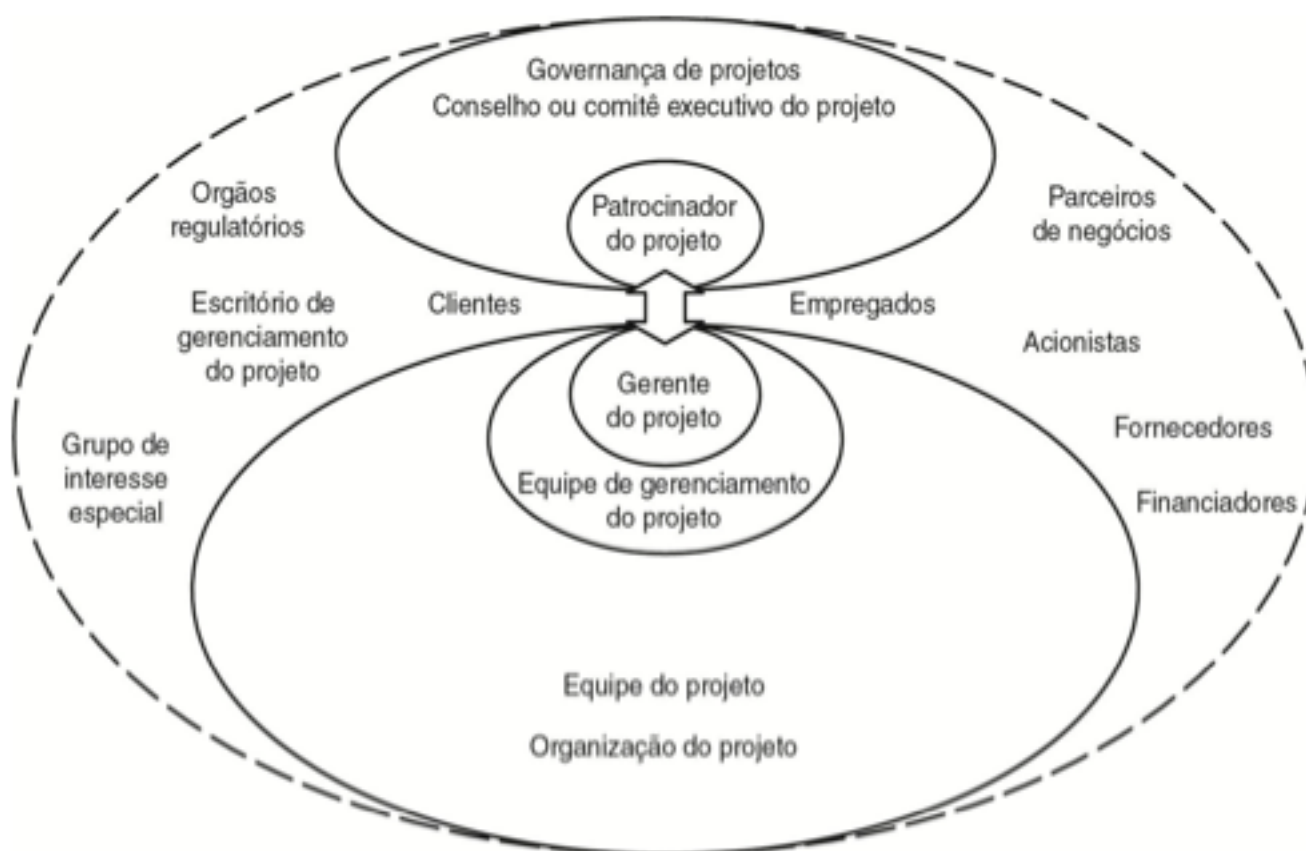 Governança de projetos
Conselho ou comitê executivo do projeto
Orgãos
regulatórios
Patrocinador
do projeto
Parceiros
de negócios
Escritório de
gerenciamento
do projeto
Clientes
Empregados
Acionistas
Gerente
do projeto
Grupo de
interesse
especial
Fornecedores
Equipe de gerenciamento
do projeto
Financiadores
Equipe do projeto
Organização do projeto